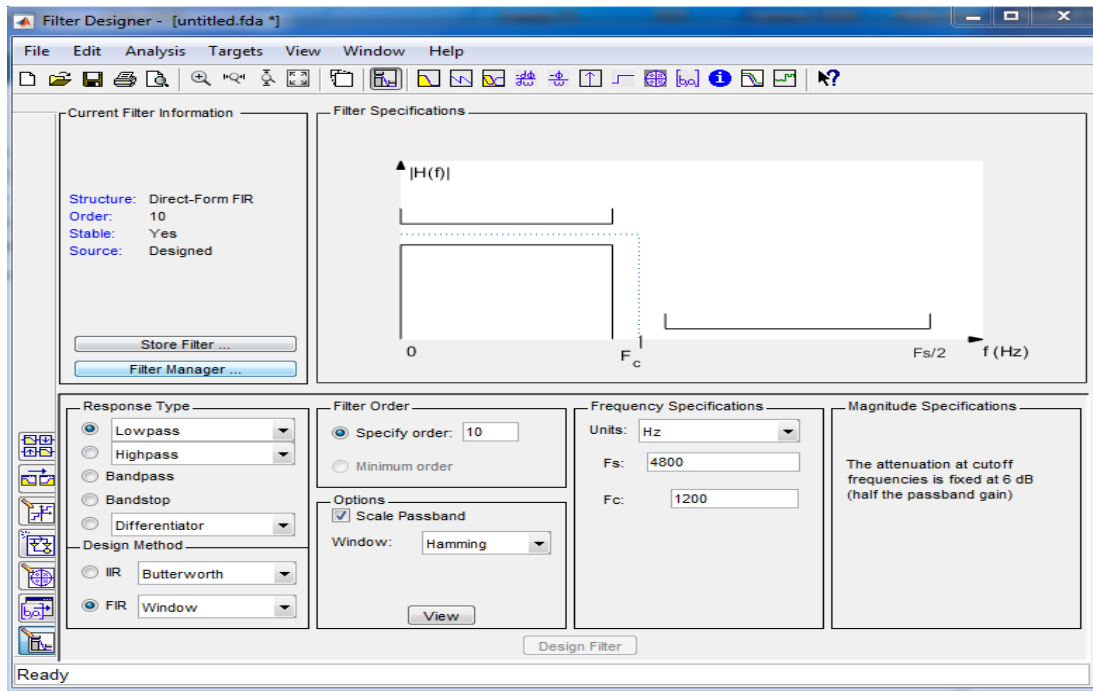 Filter Designer - [untitled.fda *]
File Edit Analysis Targets View Window Help
Current Filter Information
Structure: Direct-Form FIR
Order: 10
Stable: Yes
Source: Designed
Store Filter ...
Filter Manager ...
Filter Specifications
|H(f)|
0
Fc
Fs/2
f (Hz)
Response Type
Lowpass
Highpass
Bandpass
Bandstop
Differentiator
Design Method
IIR Butterworth
FIR Window
Filter Order
Specify order: 10
Minimum order
Options
Scale Passband
Window: Hamming
View
Frequency Specifications
Units: Hz
Fs: 4800
Fc: 1200
Magnitude Specifications
The attenuation at cutoff
frequencies is fixed at 6 dB
(half the passband gain)
Design Filter
Ready